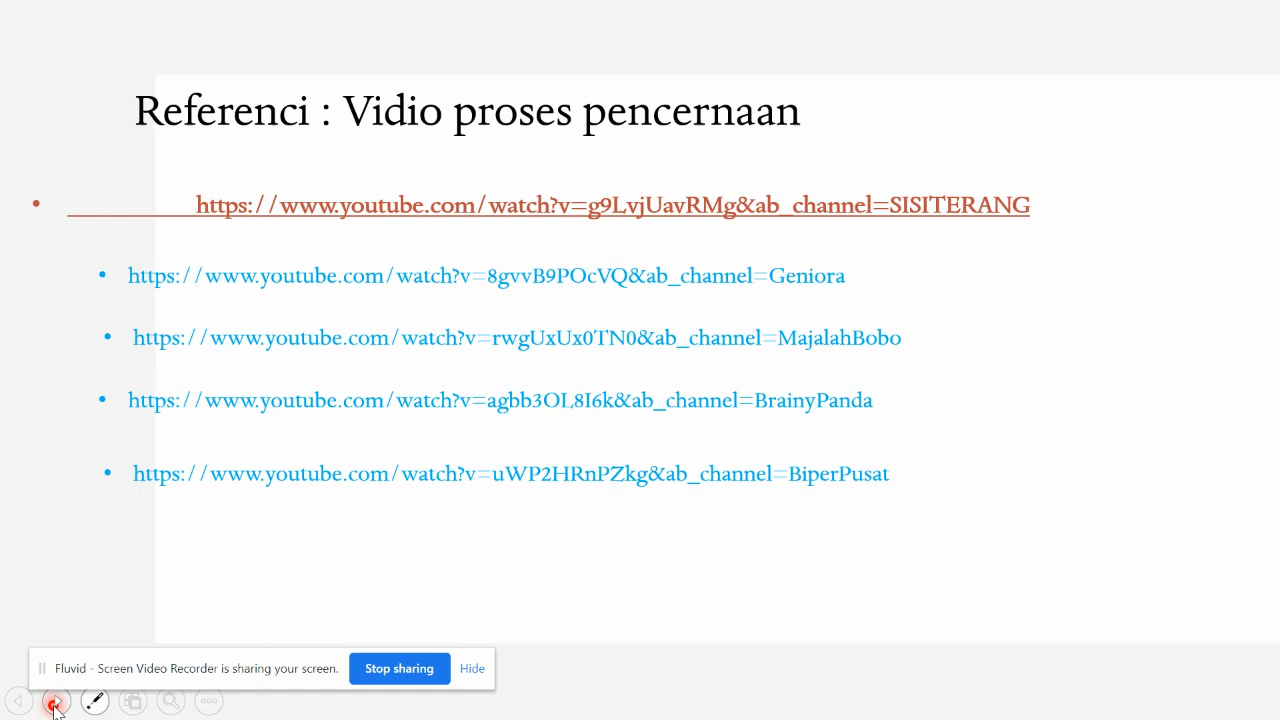 Referenci : Vidio proses pencernaan
• https://www.youtube.com/watch?v=g9LvjUavRMg&ab_channel=SISITERANG
• https://www.youtube.com/watch?v=8gvvB9POcVQ&ab_channel=Geniora
• https://www.youtube.com/watch?v=rwgUxUx0TN0&ab_channel=MajalahBobo
• https://www.youtube.com/watch?v=agbb3OL8I6k&ab_channel=BrainyPanda
• https://www.youtube.com/watch?v=uWP2HRnPZkg&ab_channel=BiperPusat
Fluvid - Screen Video Recorder is sharing your screen. Stop sharing Hide